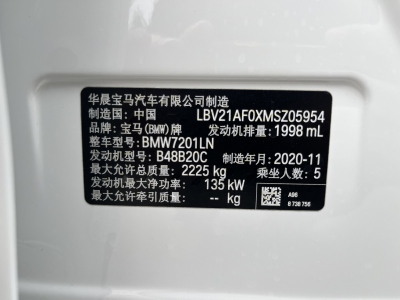 华晨宝马汽车有限公司制造
制造国：中国 LBV21AF0XMSZ05954
品牌：宝马(BMW)牌 发动机排量：1998 mL
整车型号：BMW7201LN
发动机型号：B48B20C 制造年月：2020-11
最大允许总质量：2225 kg 乘坐人数：5
发动机最大净功率：135 kW
最大允许牵引质量：-- kg A96
8 736 756